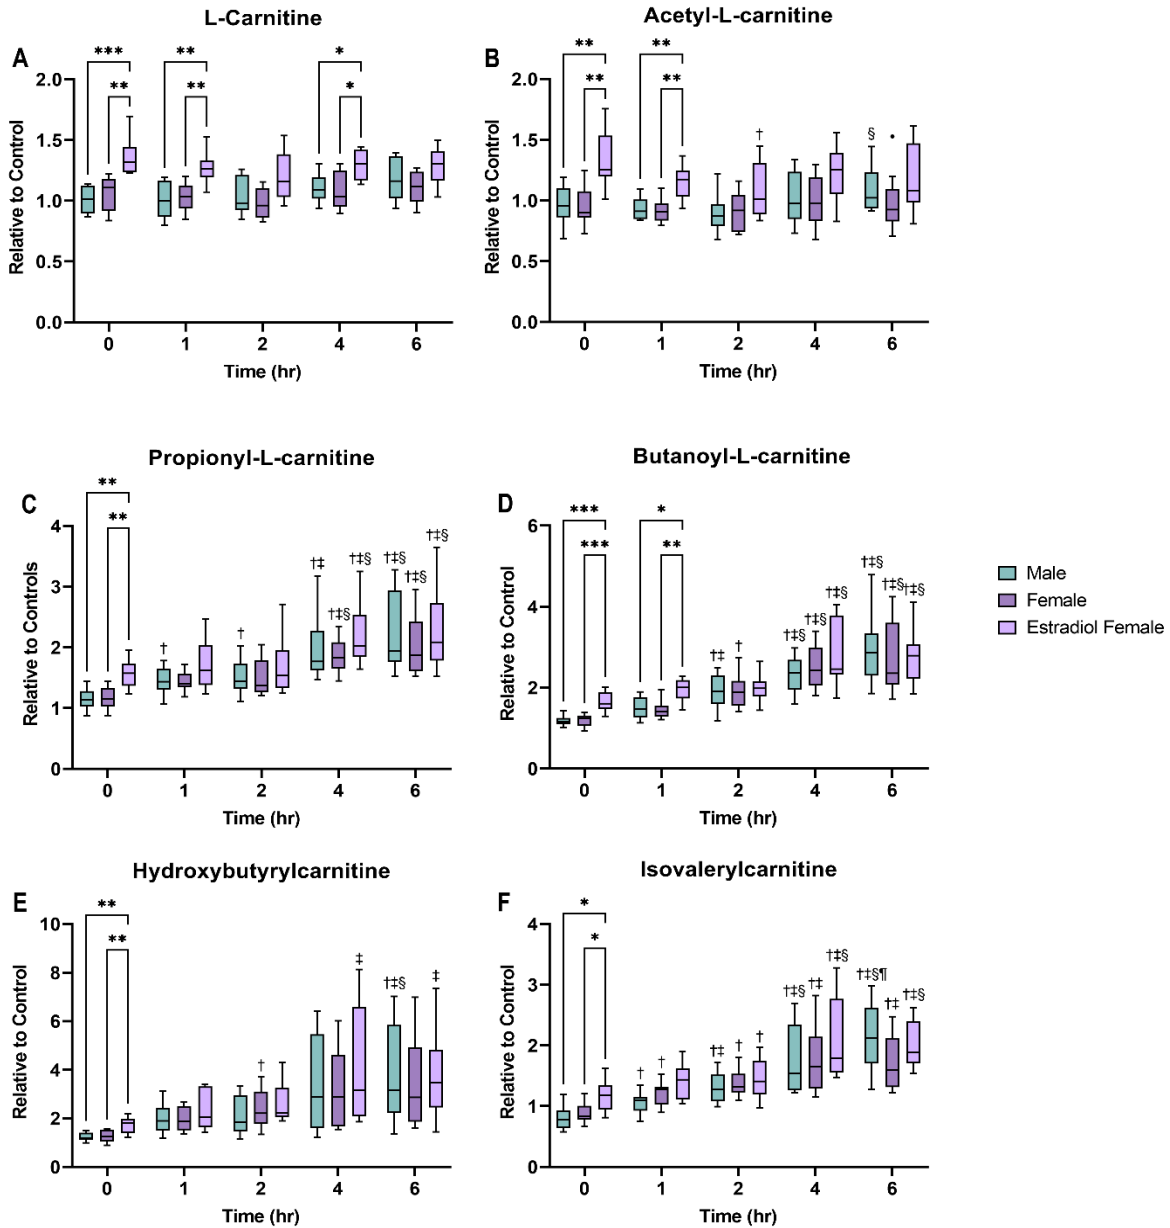 L-Carnitine
A
*** ** *
** ** *
2.0
1.5
1.0
0.5
0.0
Relative to Control
0 1 2 4 6
Time (hr)
Acetyl-L-carnitine
B
** **
** **
† § •
2.0
1.5
1.0
0.5
0.0
Relative to Control
0 1 2 4 6
Time (hr)
Propionyl-L-carnitine
C
**
**
† † †‡ †‡§ †‡§ †‡§ †‡§ †‡§
4
3
2
1
0
Relative to Controls
0 1 2 4 6
Time (hr)
Butanoyl-L-carnitine
D
*** *
*** **
†‡ † †‡§ †‡§ †‡§ †‡§ †‡§ †‡§
6
4
2
0
Relative to Control
0 1 2 4 6
Time (hr)
Male
Female
Estradiol Female
Hydroxybutyrylcarnitine
E
**
**
† ‡ †‡§ ‡
10
8
6
4
2
0
Relative to Control
0 1 2 4 6
Time (hr)
Isovalerylcarnitine
F
*
*
† † †‡ † † †‡§ †‡ †‡§ †‡§¶ †‡ †‡§
4
3
2
1
0
Relative to Control
0 1 2 4 6
Time (hr)